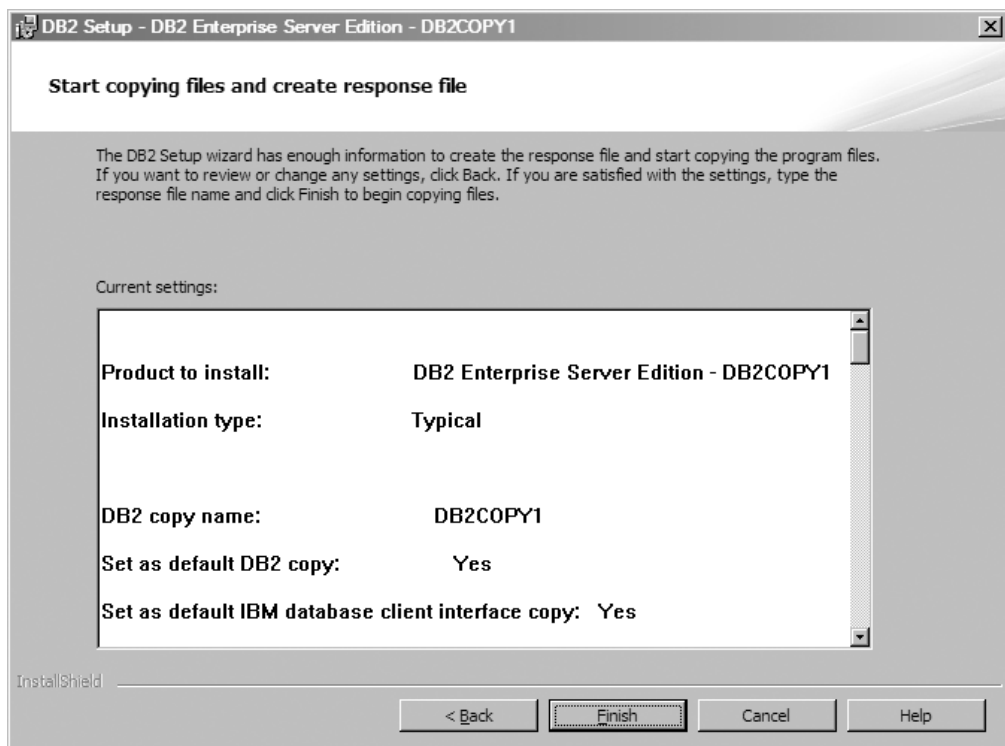 DB2 Setup - DB2 Enterprise Server Edition - DB2COPY1
Start copying files and create response file
The DB2 Setup wizard has enough information to create the response file and start copying the program files.
If you want to review or change any settings, click Back. If you are satisfied with the settings, type the
response file name and click Finish to begin copying files.
Current settings:
Product to install: DB2 Enterprise Server Edition - DB2COPY1
Installation type: Typical
DB2 copy name: DB2COPY1
Set as default DB2 copy: Yes
Set as default IBM database client interface copy: Yes
InstallShield
< Back Finish Cancel Help